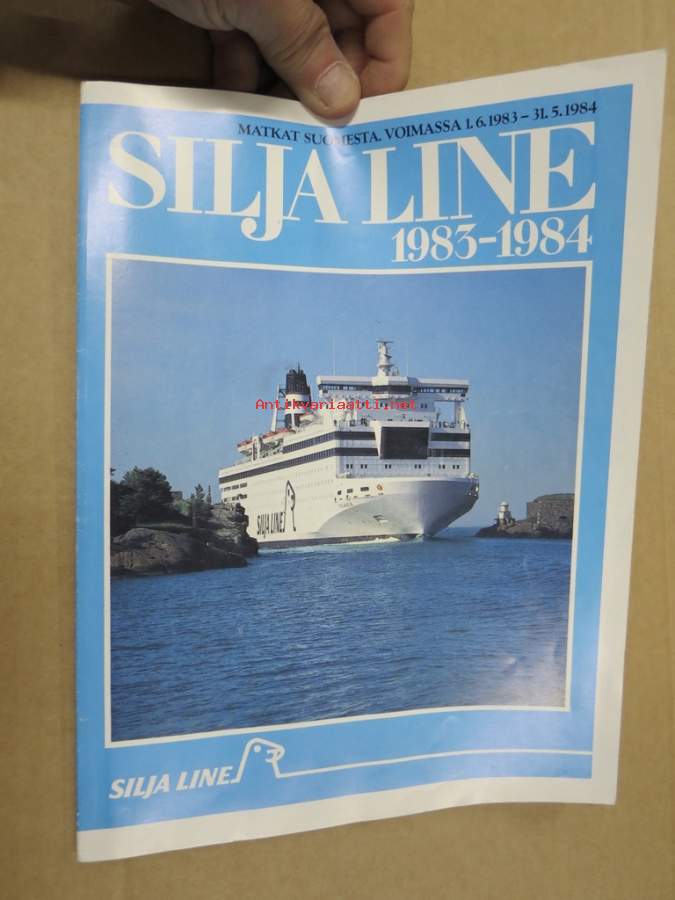 MATKAT SUOMESTA. VOIMASSA 1.6.1983 – 31.5.1984
SILJA LINE
1983–1984
Antikvariaatti.net
SILJA LINE
SILJA LINE